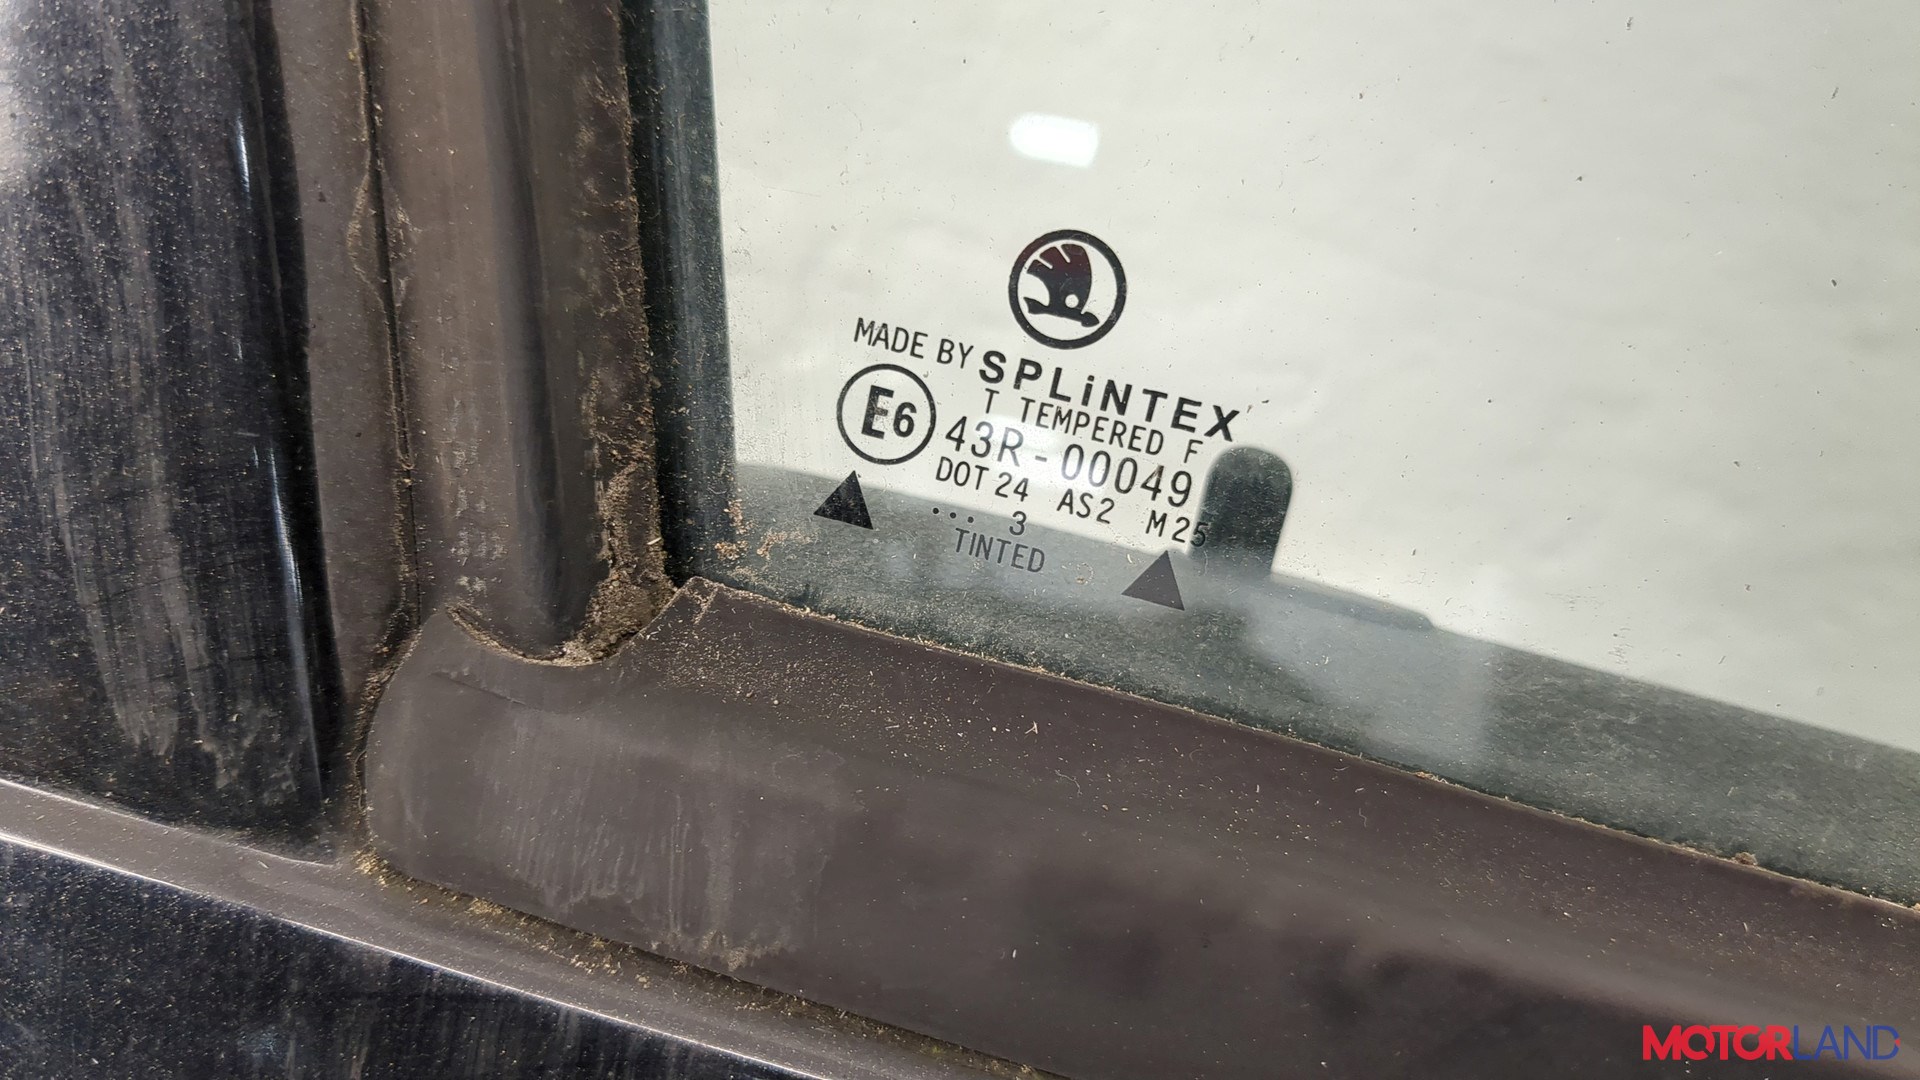 MADE BY SPLiNTEX
T TEMPERED F
E6 43R-00049
DOT 24 AS2 M25
... 3
TINTED
MOTORLAND